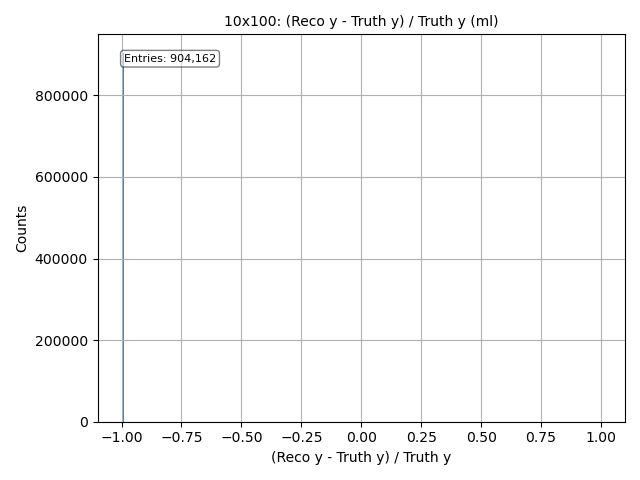 10x100: (Reco y - Truth y) / Truth y (ml)
Entries: 904,162
800000
600000
400000
200000
0
Counts
−1.00 −0.75 −0.50 −0.25 0.00 0.25 0.50 0.75 1.00
(Reco y - Truth y) / Truth y